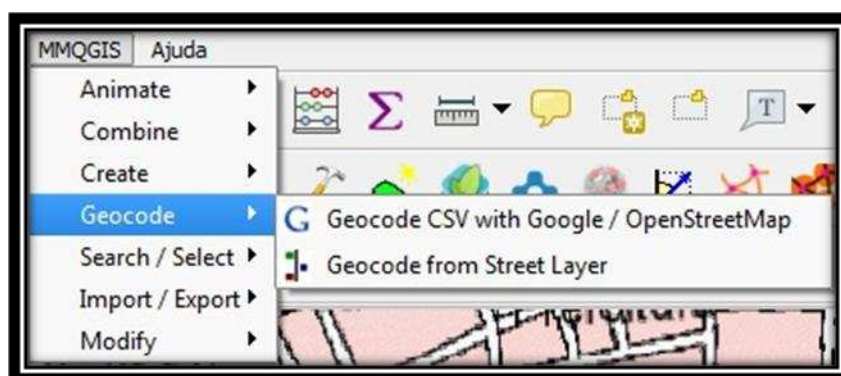 MMQGIS Ajuda
Animate
Combine
Create
Geocode
Geocode CSV with Google / OpenStreetMap
Geocode from Street Layer
Search / Select
Import / Export
Modify
T